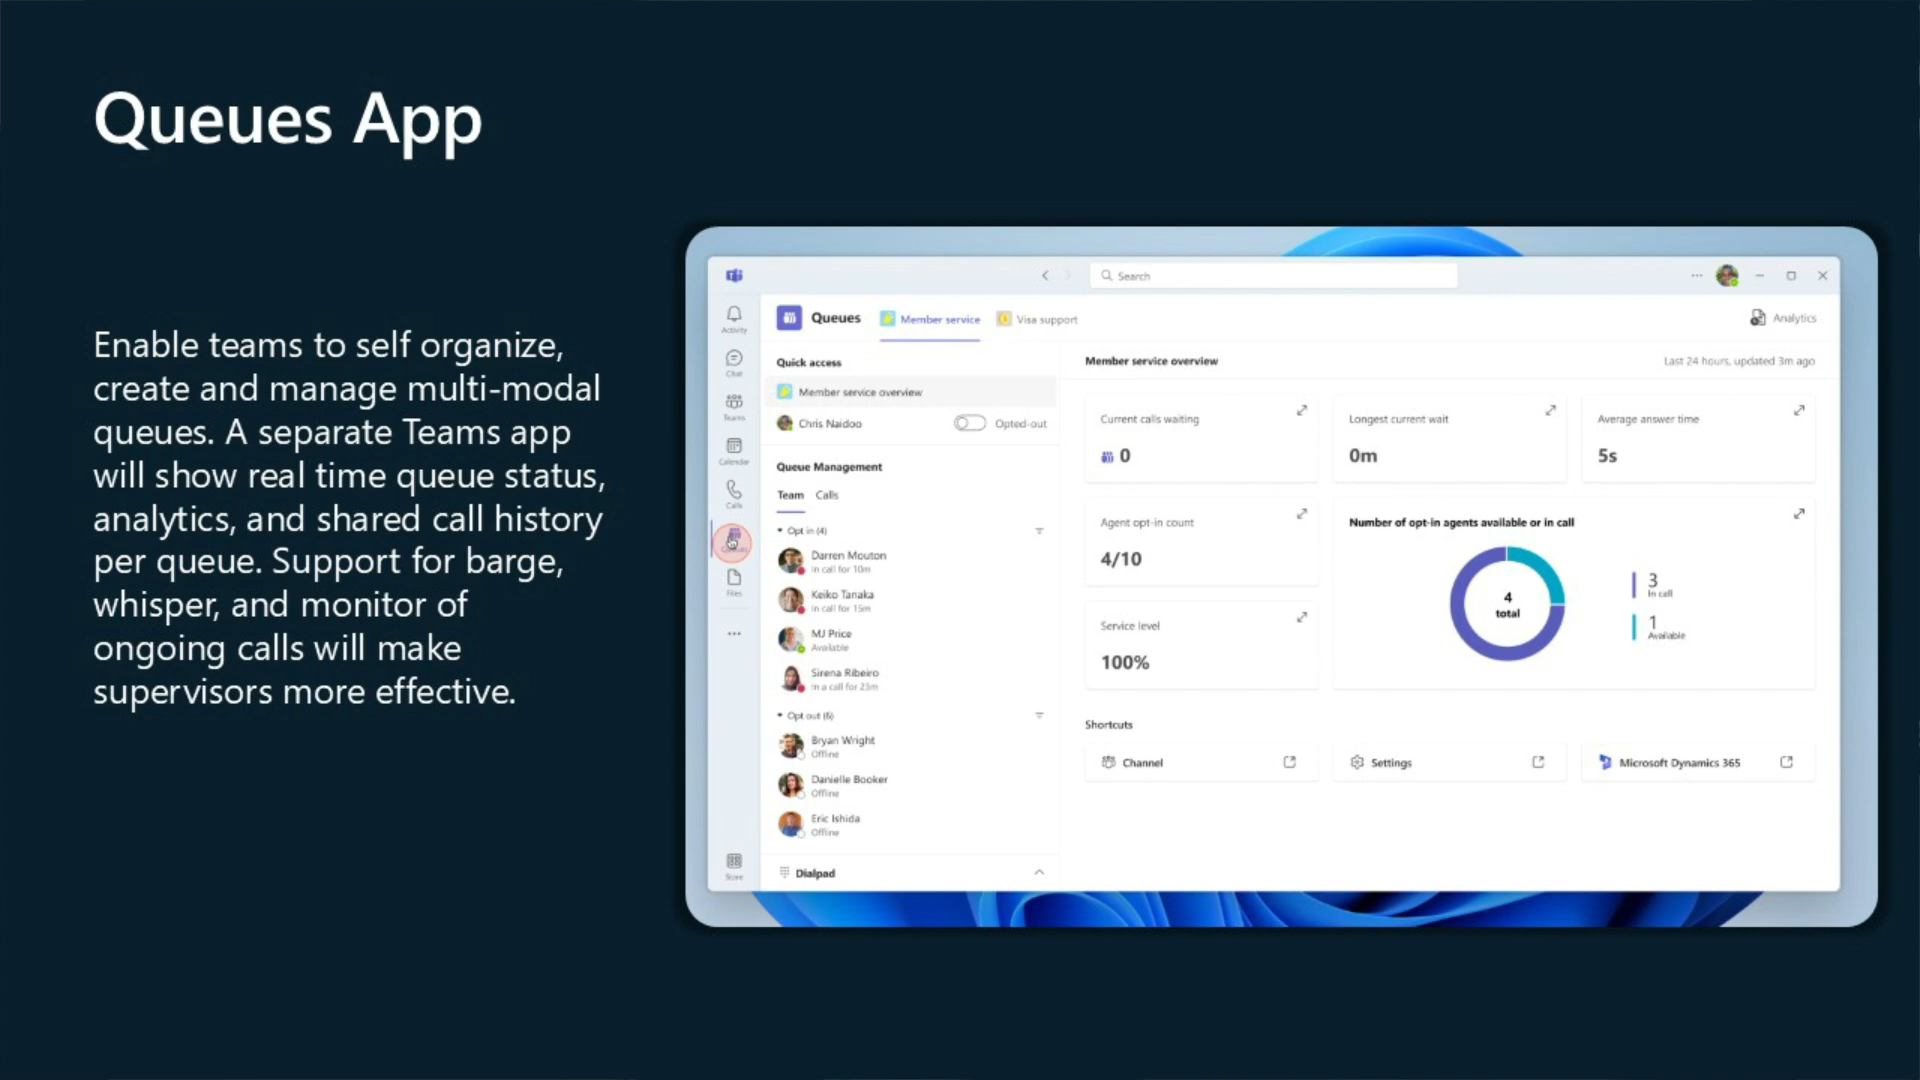 Queues App
Enable teams to self organize,
create and manage multi-modal
queues. A separate Teams app
will show real time queue status,
analytics, and shared call history
per queue. Support for barge,
whisper, and monitor of
ongoing calls will make
supervisors more effective.
Search
Activity
Chat
Teams
Calendar
Calls
Files
Store
Queues
Member service
Visa support
Analytics
Quick access
Member service overview
Chris Naidoo
Opted-out
Queue Management
Team Calls
Opt in (4)
Darren Mouton
In call for 10m
Keiko Tanaka
In call for 15m
MJ Price
Available
Sirena Ribeiro
In a call for 23m
Opt out (6)
Bryan Wright
Offline
Danielle Booker
Offline
Eric Ishida
Offline
Dialpad
Member service overview
Last 24 hours, updated 3m ago
Current calls waiting
0
Longest current wait
0m
Average answer time
5s
Agent opt-in count
4/10
Service level
100%
Number of opt-in agents available or in call
4
total
3
In call
1
Available
Shortcuts
Channel
Settings
Microsoft Dynamics 365